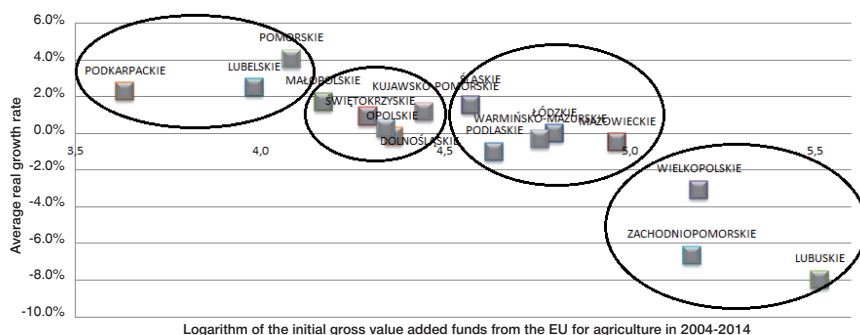 6.0%
POMORSKIE
4.0%
PODKARPACKIE
LUBELSKIE
MAŁOPOLSKIE
KUJAWSKO-POMORSKIE
ŚLĄSKIE
2.0%
ŚWIĘTOKRZYSKIE
OPOLSKIE
ŁÓDZKIE
WARMIŃSKO-MAZURSKIE
MAZOWIECKIE
0.0%
PODLASKIE
DOLNOŚLĄSKIE
3,5
4,0
4,5
5,0
5,5
-2.0%
WIELKOPOLSKIE
-4.0%
ZACHODNIOPOMORSKIE
-6.0%
LUBUSKIE
-8.0%
-10.0%
Average real growth rate
Logarithm of the initial gross value added funds from the EU for agriculture in 2004-2014